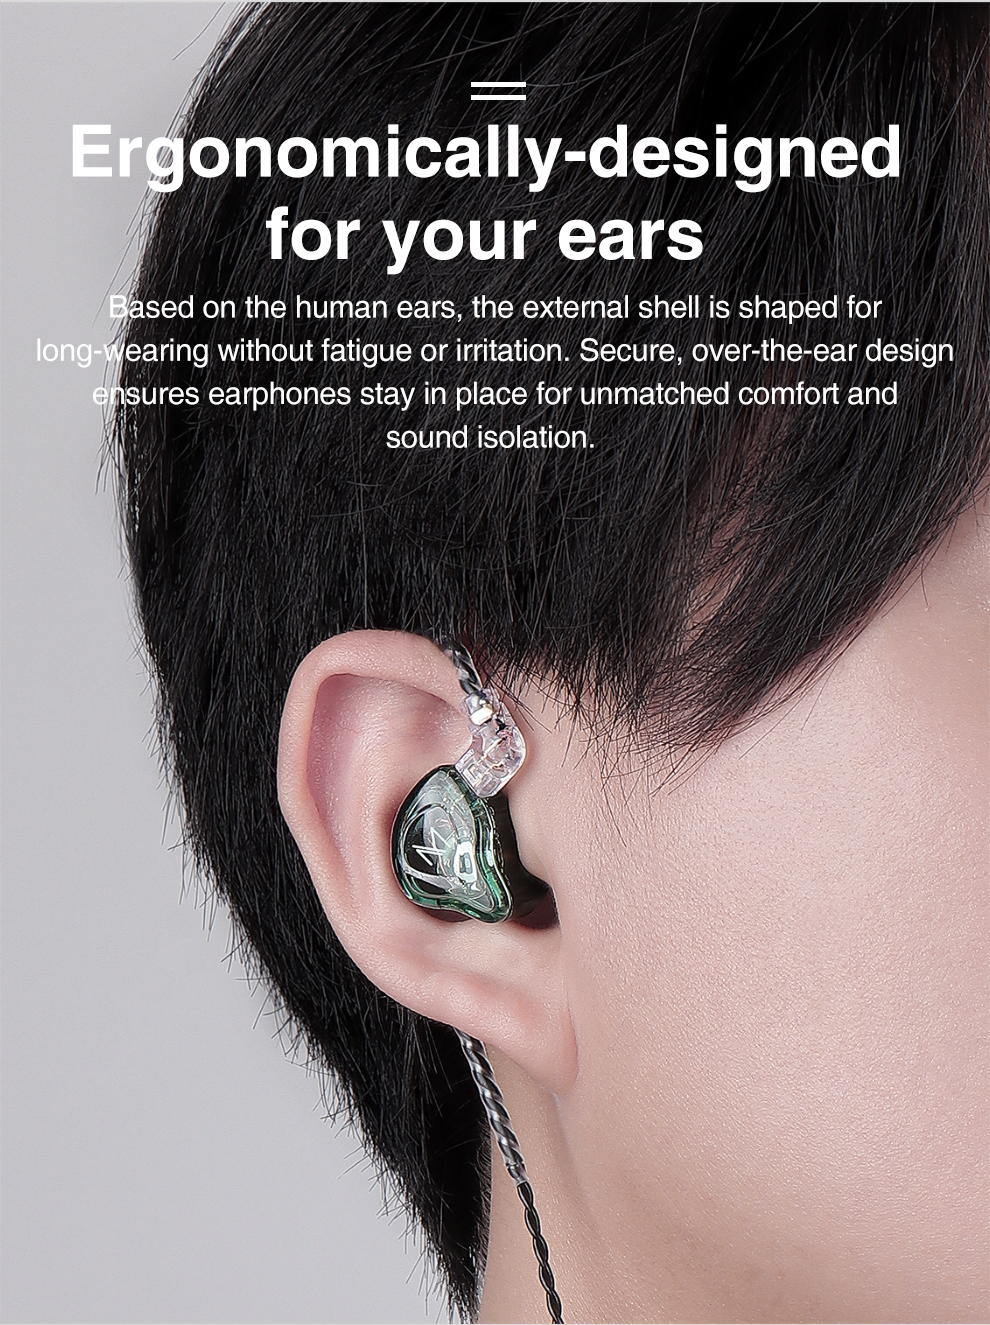 Ergonomically-designed
for your ears
Based on the human ears, the external shell is shaped for
long-wearing without fatigue or irritation. Secure, over-the-ear design
ensures earphones stay in place for unmatched comfort and
sound isolation.